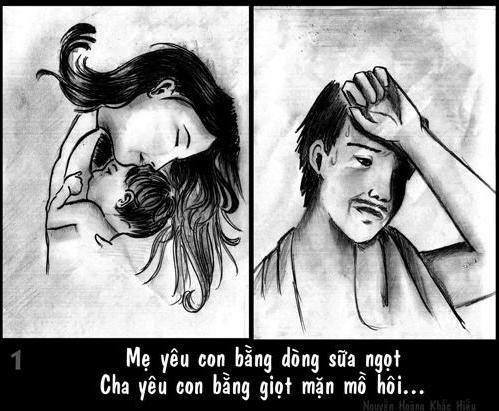 1
Mẹ yêu con bằng dòng sữa ngọt
Cha yêu con bằng giọt mặn mồ hôi...
Nguyễn Hoàng Khắc Hiếu